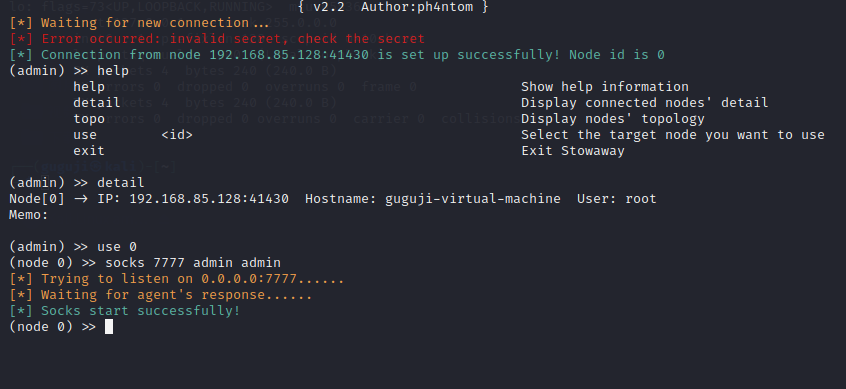 { v2.2  Author:ph4ntom }
[*] Waiting for new connection...
[*] Error occurred: invalid secret, check the secret
[*] Connection from node 192.168.85.128:41430 is set up successfully! Node id is 0
(admin) >> help
help Show help information
detail Display connected nodes' detail
topo Display nodes' topology
use <id> Select the target node you want to use
exit Exit Stowaway
(admin) >> detail
Node[0] -> IP: 192.168.85.128:41430  Hostname: guguji-virtual-machine  User: root
Memo:
(admin) >> use 0
(node 0) >> socks 7777 admin admin
[*] Trying to listen on 0.0.0.0:7777......
[*] Waiting for agent's response......
[*] Socks start successfully!
(node 0) >>